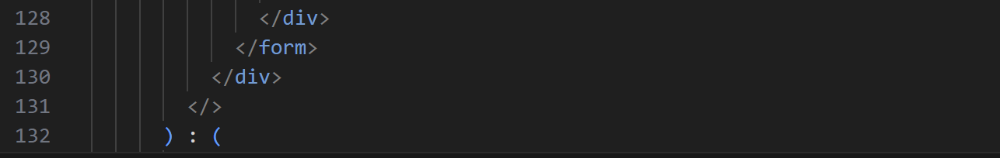 128 </div>
129 </form>
130 </div>
131 </>
132 ) : (